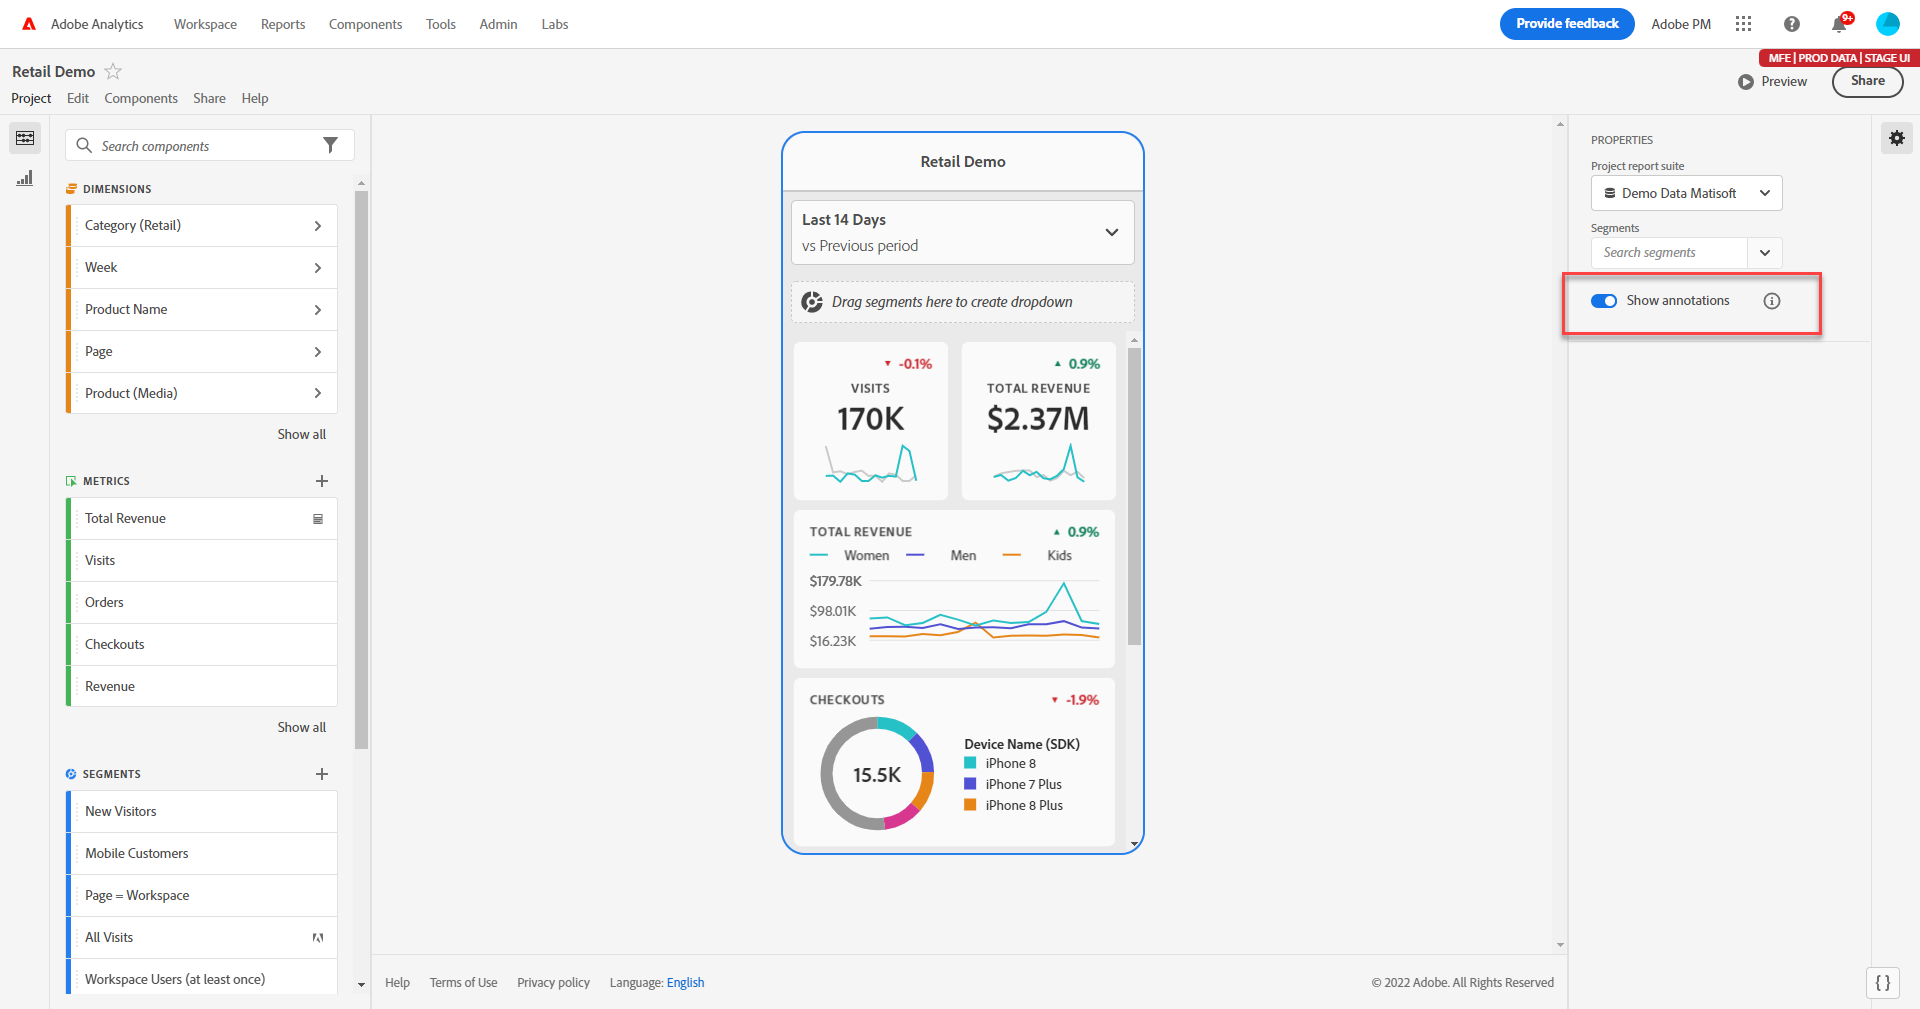 Adobe Analytics Workspace Reports Components Tools Admin Labs Provide feedback Adobe PM 9+
MFE | PROD DATA | STAGE UI
Retail Demo
Preview Share
Project Edit Components Share Help
Search components
DIMENSIONS
Category (Retail)
Week
Product Name
Page
Product (Media)
Show all
METRICS
Total Revenue
Visits
Orders
Checkouts
Revenue
Show all
SEGMENTS
New Visitors
Mobile Customers
Page = Workspace
All Visits
Workspace Users (at least once)
Retail Demo
Last 14 Days
vs Previous period
Drag segments here to create dropdown
-0.1%
VISITS
170K
0.9%
TOTAL REVENUE
$2.37M
TOTAL REVENUE 0.9%
Women Men Kids
$179.78K
$98.01K
$16.23K
CHECKOUTS -1.9%
15.5K
Device Name (SDK)
iPhone 8
iPhone 7 Plus
iPhone 8 Plus
PROPERTIES
Project report suite
Demo Data Matisoft
Segments
Search segments
Show annotations
Help Terms of Use Privacy policy Language: English © 2022 Adobe. All Rights Reserved
{ }